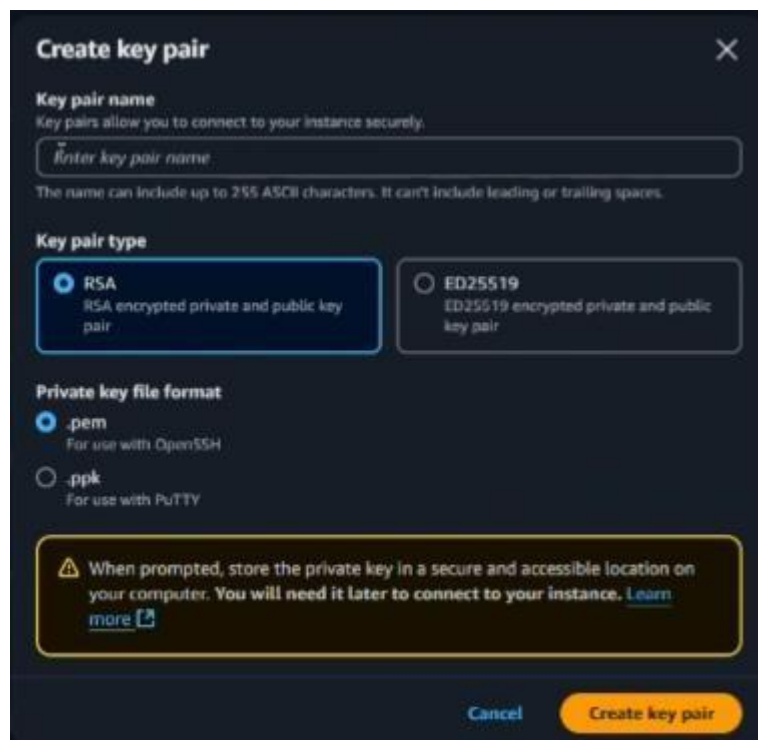 Create key pair
Key pair name
Key pairs allow you to connect to your instance securely.
Enter key pair name
The name can include up to 255 ASCII characters. It can't include leading or trailing spaces.
Key pair type
RSA
RSA encrypted private and public key
pair
ED25519
ED25519 encrypted private and public
key pair
Private key file format
.pem
For use with OpenSSH
.ppk
For use with PuTTY
When prompted, store the private key in a secure and accessible location on
your computer. You will need it later to connect to your instance. Learn
more
Cancel
Create key pair